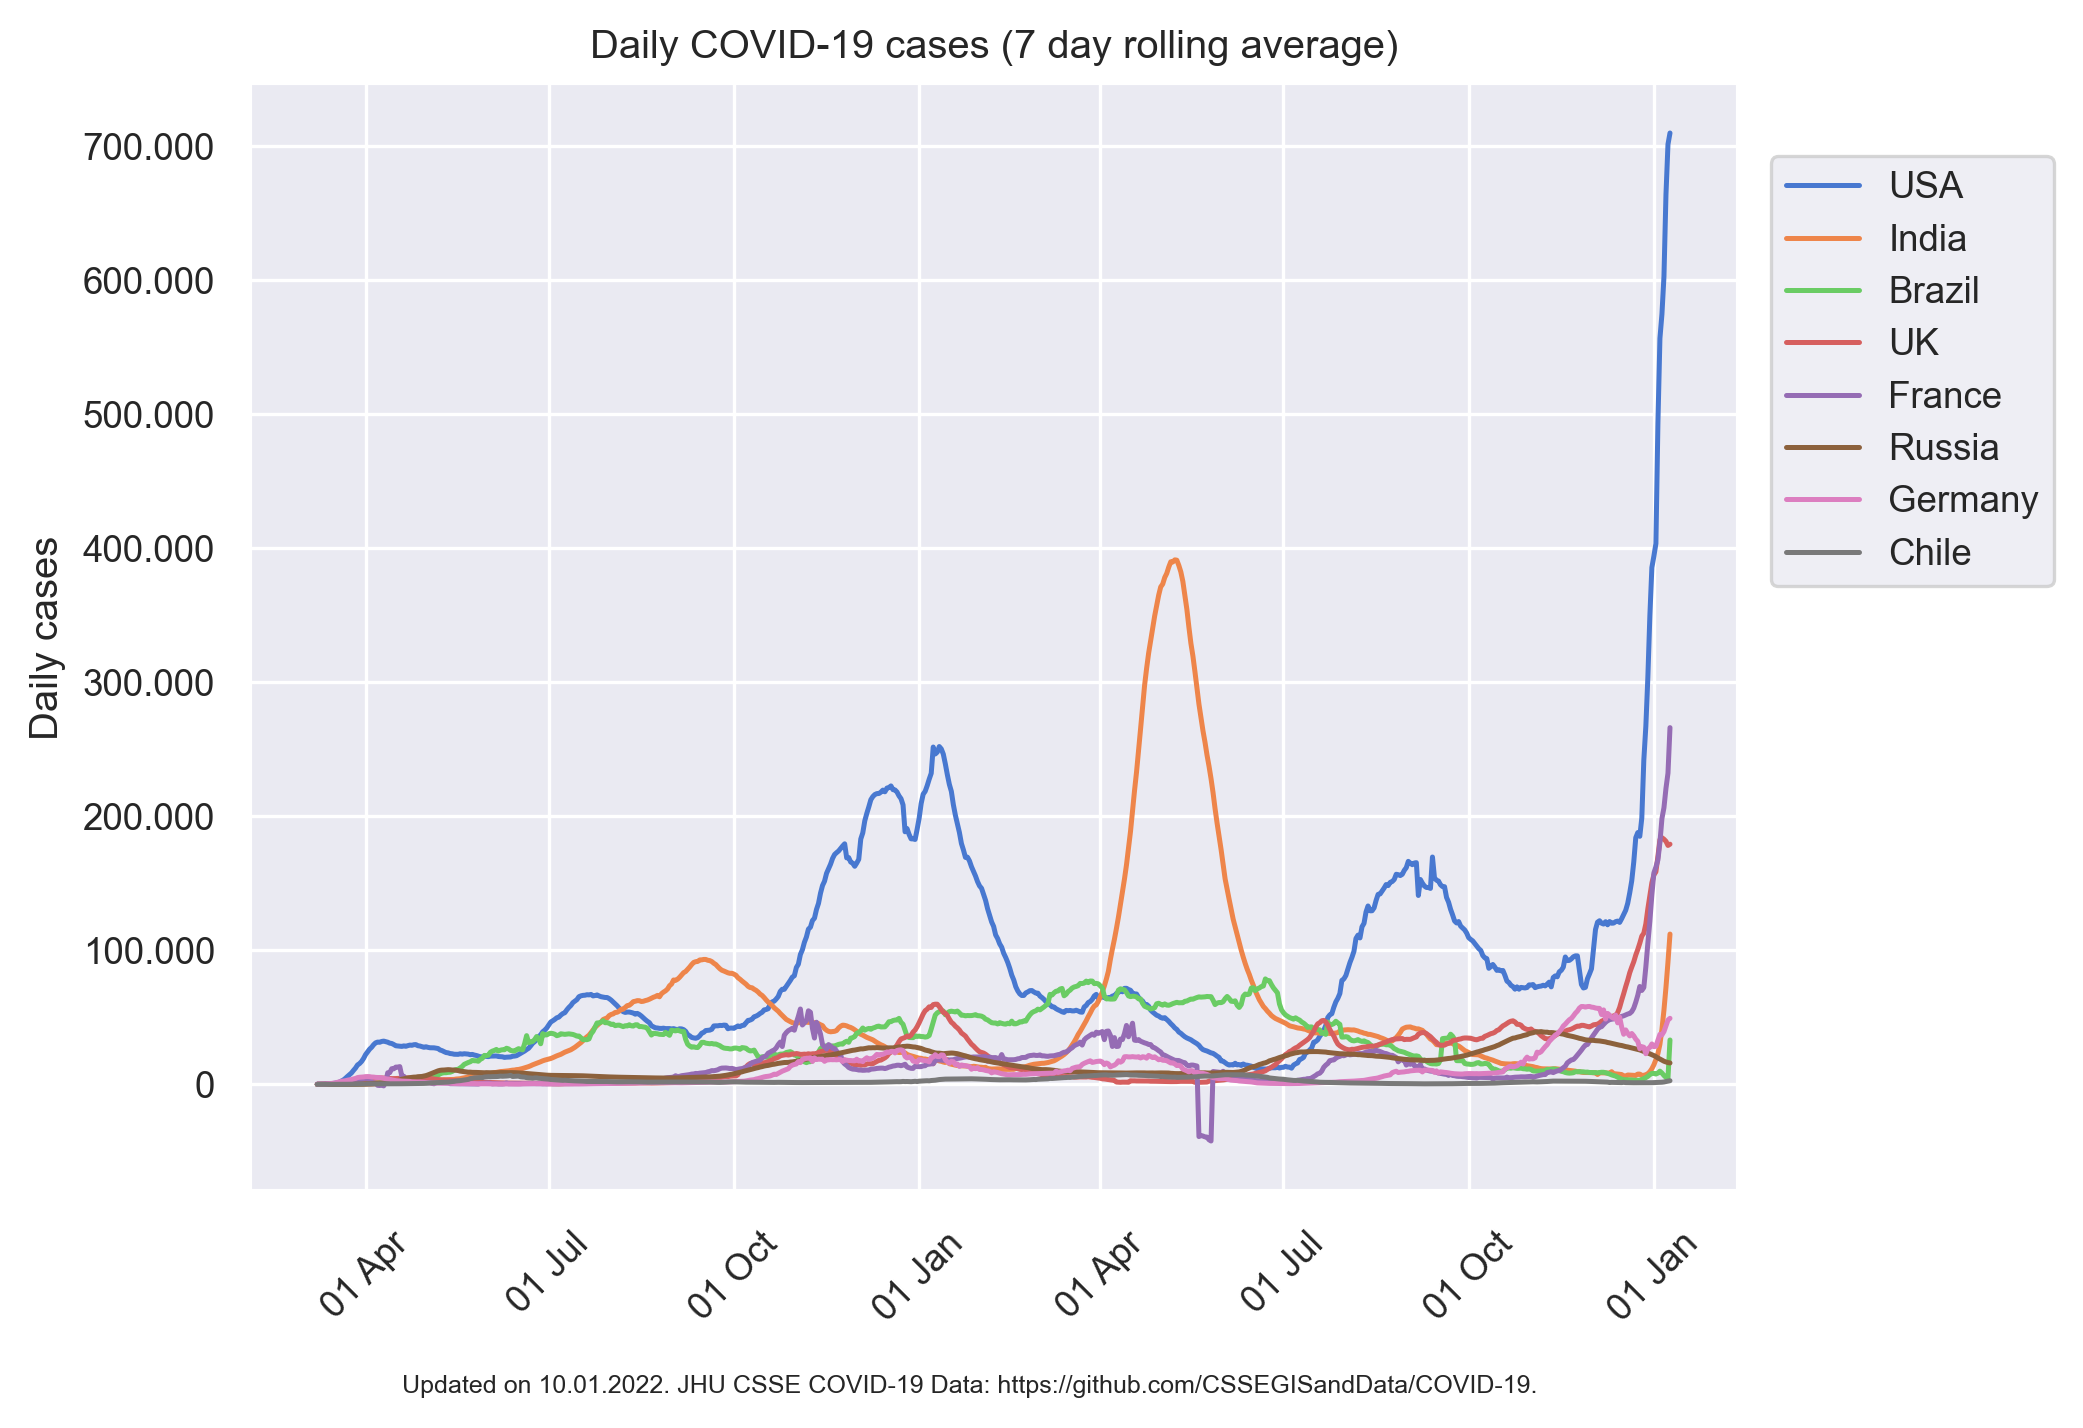 Daily COVID-19 cases (7 day rolling average)
Daily cases
700.000
600.000
500.000
400.000
300.000
200.000
100.000
0
01 Apr
01 Jul
01 Oct
01 Jan
01 Apr
01 Jul
01 Oct
01 Jan
USA
India
Brazil
UK
France
Russia
Germany
Chile
Updated on 10.01.2022. JHU CSSE COVID-19 Data: https://github.com/CSSEGISandData/COVID-19.